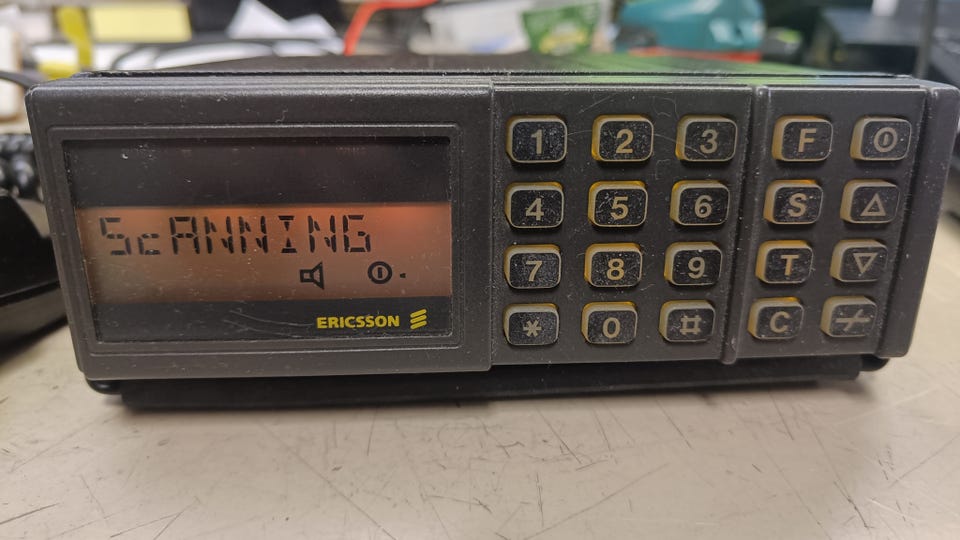 ScANNING
ERICSSON
1 2 3 F
4 5 6 S
7 8 9 T
* 0 # C